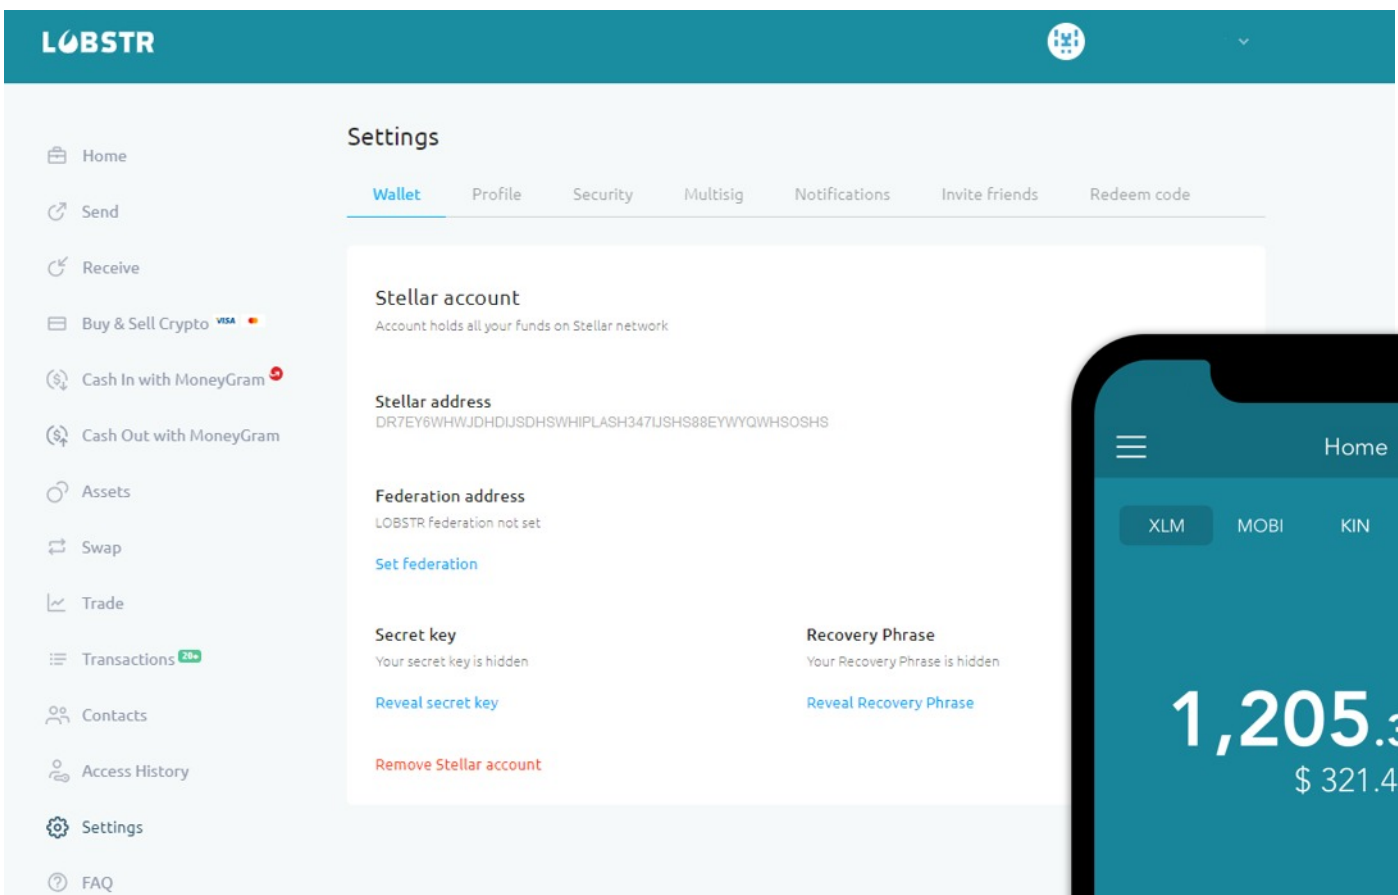 LOBSTR
Home
Send
Receive
Buy & Sell Crypto VISA
Cash In with MoneyGram
Cash Out with MoneyGram
Assets
Swap
Trade
Transactions 20+
Contacts
Access History
Settings
FAQ
Settings
Wallet Profile Security Multisig Notifications Invite friends Redeem code
Stellar account
Account holds all your funds on Stellar network
Stellar address
DR7EY6WHWJDHDIJSDHSWHIPLASH347IJSHS88EYWYQWHSOSHS
Federation address
LOBSTR federation not set
Set federation
Secret key
Your secret key is hidden
Reveal secret key
Recovery Phrase
Your Recovery Phrase is hidden
Reveal Recovery Phrase
Remove Stellar account
Home
XLM MOBI KIN
1,205.3
$ 321.4